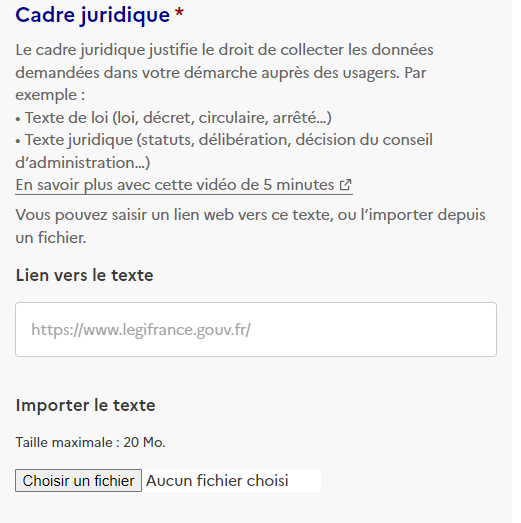 Cadre juridique *
Le cadre juridique justifie le droit de collecter les données
demandées dans votre démarche auprès des usagers. Par
exemple :
• Texte de loi (loi, décret, circulaire, arrêté…)
• Texte juridique (statuts, délibération, décision du conseil
d’administration…)
En savoir plus avec cette vidéo de 5 minutes
Vous pouvez saisir un lien web vers ce texte, ou l’importer depuis
un fichier.
Lien vers le texte
https://www.legifrance.gouv.fr/
Importer le texte
Taille maximale : 20 Mo.
Choisir un fichier Aucun fichier choisi